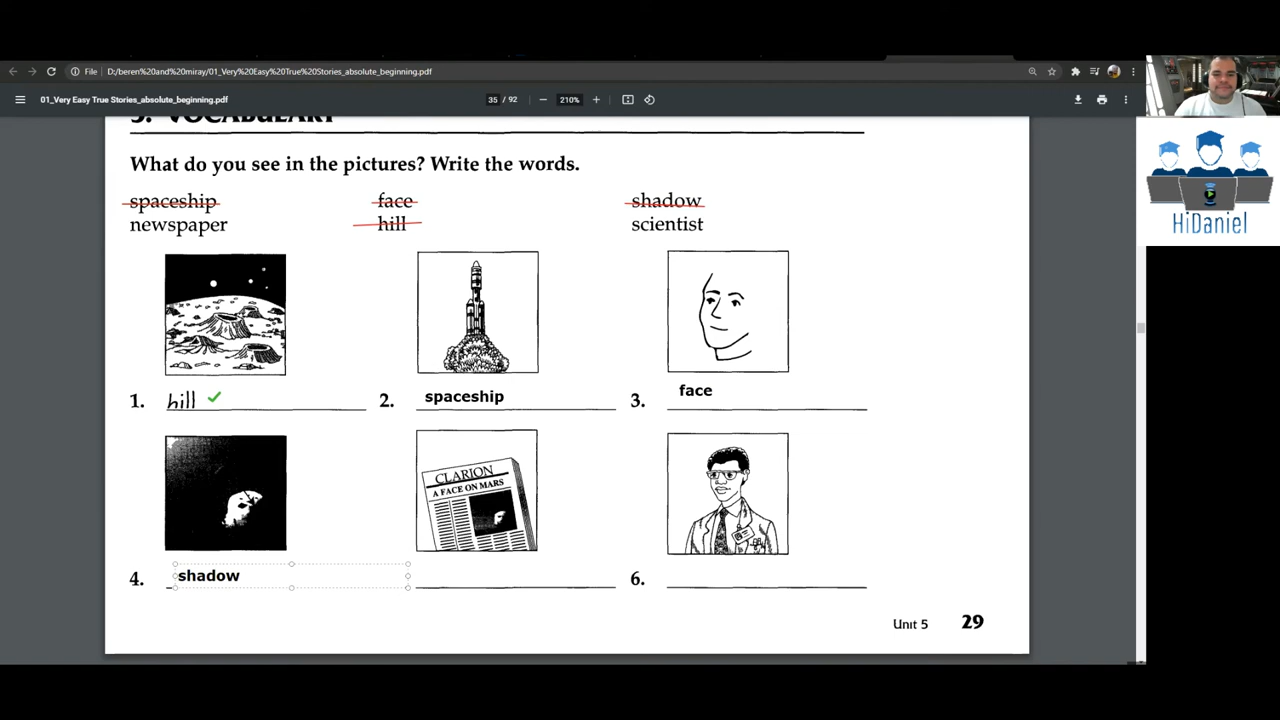 File D:/beren%20and%20miray/01_Very%20Easy%20True%20Stories_absolute_beginning.pdf
01_Very Easy True Stories_absolute_beginning.pdf
35 / 92
210%
HiDaniel
3. VOCABULARY
What do you see in the pictures? Write the words.
spaceship face shadow
newspaper hill scientist
1. hill 2. spaceship 3. face
CLARION
A FACE ON MARS
4. shadow 6.
Unit 5 29